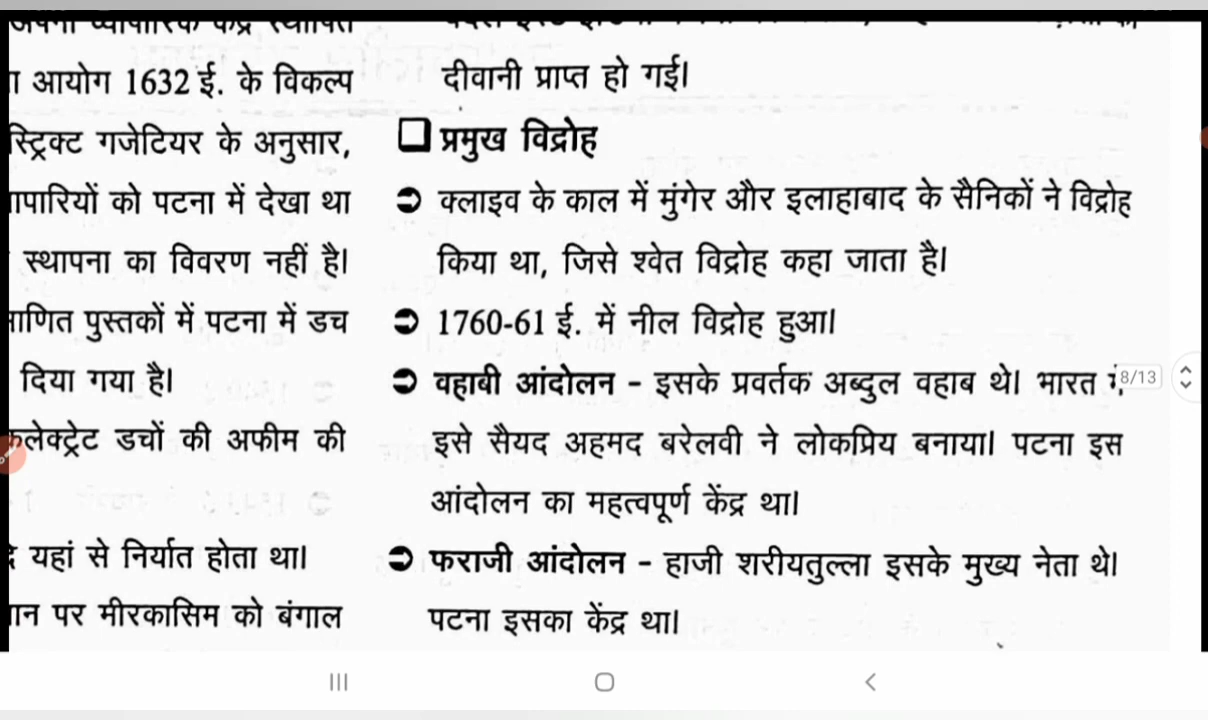 अपना व्यापारिक केंद्र स्थापित
आयोग 1632 ई. के विकल्प
गजेटियर के अनुसार,
को पटना में देखा था
स्थापना का विवरण नहीं है।
पुस्तकों में पटना में डच
दिया गया है।
डचों की अफीम की
यहां से निर्यात होता था।
पर मीरकासिम को बंगाल
दीवानी प्राप्त हो गई।
❑ प्रमुख विद्रोह
➲ क्लाइव के काल में मुंगेर और इलाहाबाद के सैनिकों ने विद्रोह
किया था, जिसे श्वेत विद्रोह कहा जाता है।
➲ 1760-61 ई. में नील विद्रोह हुआ।
➲ वहाबी आंदोलन - इसके प्रवर्तक अब्दुल वहाब थे। भारत में
इसे सैयद अहमद बरेलवी ने लोकप्रिय बनाया। पटना इस
आंदोलन का महत्वपूर्ण केंद्र था।
➲ फराजी आंदोलन - हाजी शरीयतुल्ला इसके मुख्य नेता थे।
पटना इसका केंद्र था।
8/13